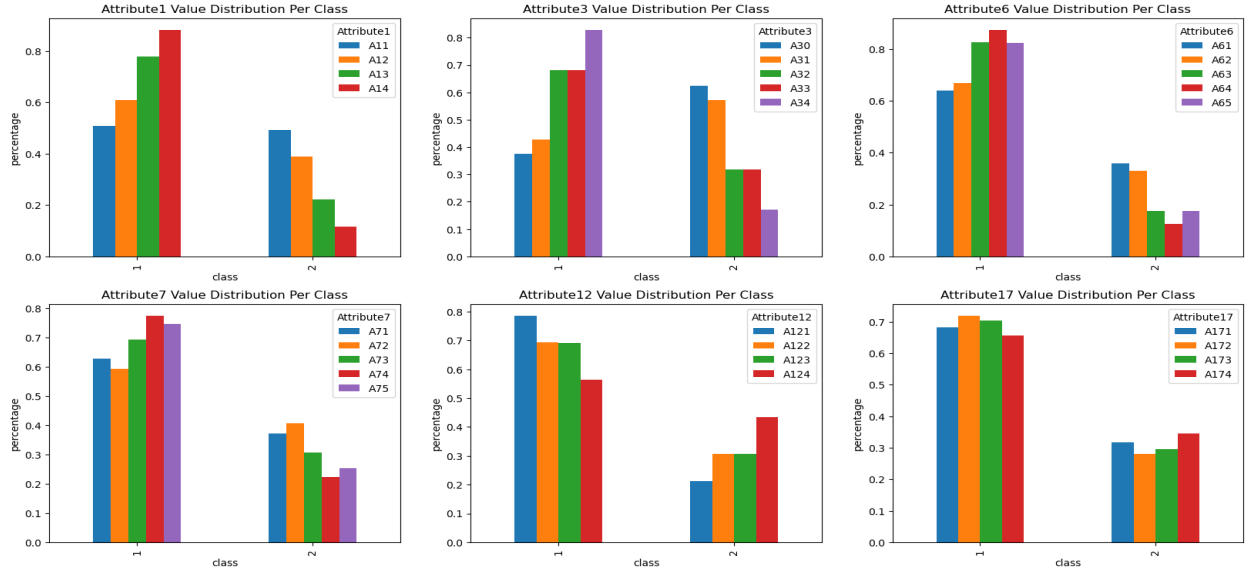 Attribute1 Value Distribution Per Class
Attribute1
A11
A12
A13
A14
percentage
0.8
0.6
0.4
0.2
0.0
1
2
class
Attribute3 Value Distribution Per Class
Attribute3
A30
A31
A32
A33
A34
percentage
0.8
0.7
0.6
0.5
0.4
0.3
0.2
0.1
0.0
1
2
class
Attribute6 Value Distribution Per Class
Attribute6
A61
A62
A63
A64
A65
percentage
0.8
0.6
0.4
0.2
0.0
1
2
class
Attribute7 Value Distribution Per Class
Attribute7
A71
A72
A73
A74
A75
percentage
0.8
0.7
0.6
0.5
0.4
0.3
0.2
0.1
0.0
1
2
class
Attribute12 Value Distribution Per Class
Attribute12
A121
A122
A123
A124
percentage
0.8
0.7
0.6
0.5
0.4
0.3
0.2
0.1
0.0
1
2
class
Attribute17 Value Distribution Per Class
Attribute17
A171
A172
A173
A174
percentage
0.7
0.6
0.5
0.4
0.3
0.2
0.1
0.0
1
2
class